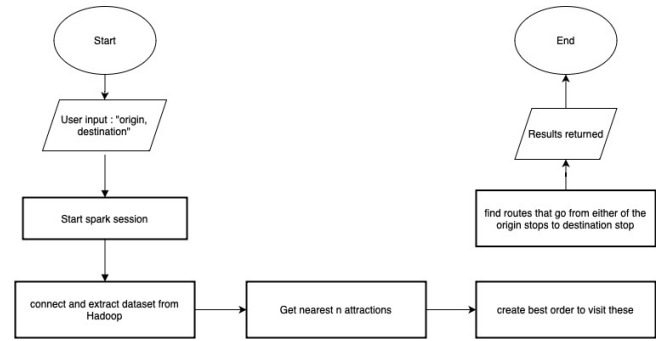 Start
User input : "origin,
destination"
Start spark session
connect and extract dataset from
Hadoop
Get nearest n attractions
create best order to visit these
find routes that go from either of the
origin stops to destination stop
Results returned
End